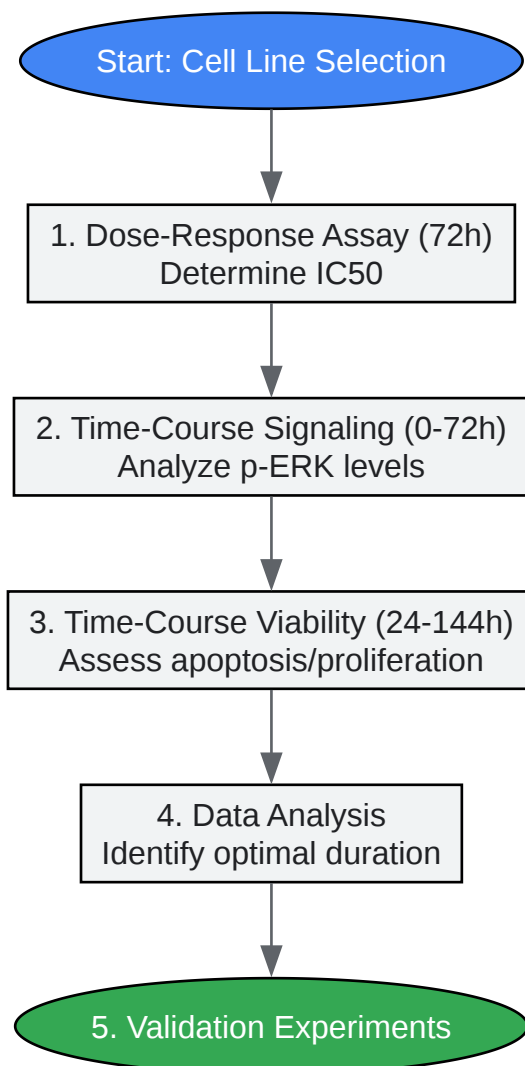 Start: Cell Line Selection
1. Dose-Response Assay (72h)
Determine IC50
2. Time-Course Signaling (0-72h)
Analyze p-ERK levels
3. Time-Course Viability (24-144h)
Assess apoptosis/proliferation
4. Data Analysis
Identify optimal duration
5. Validation Experiments